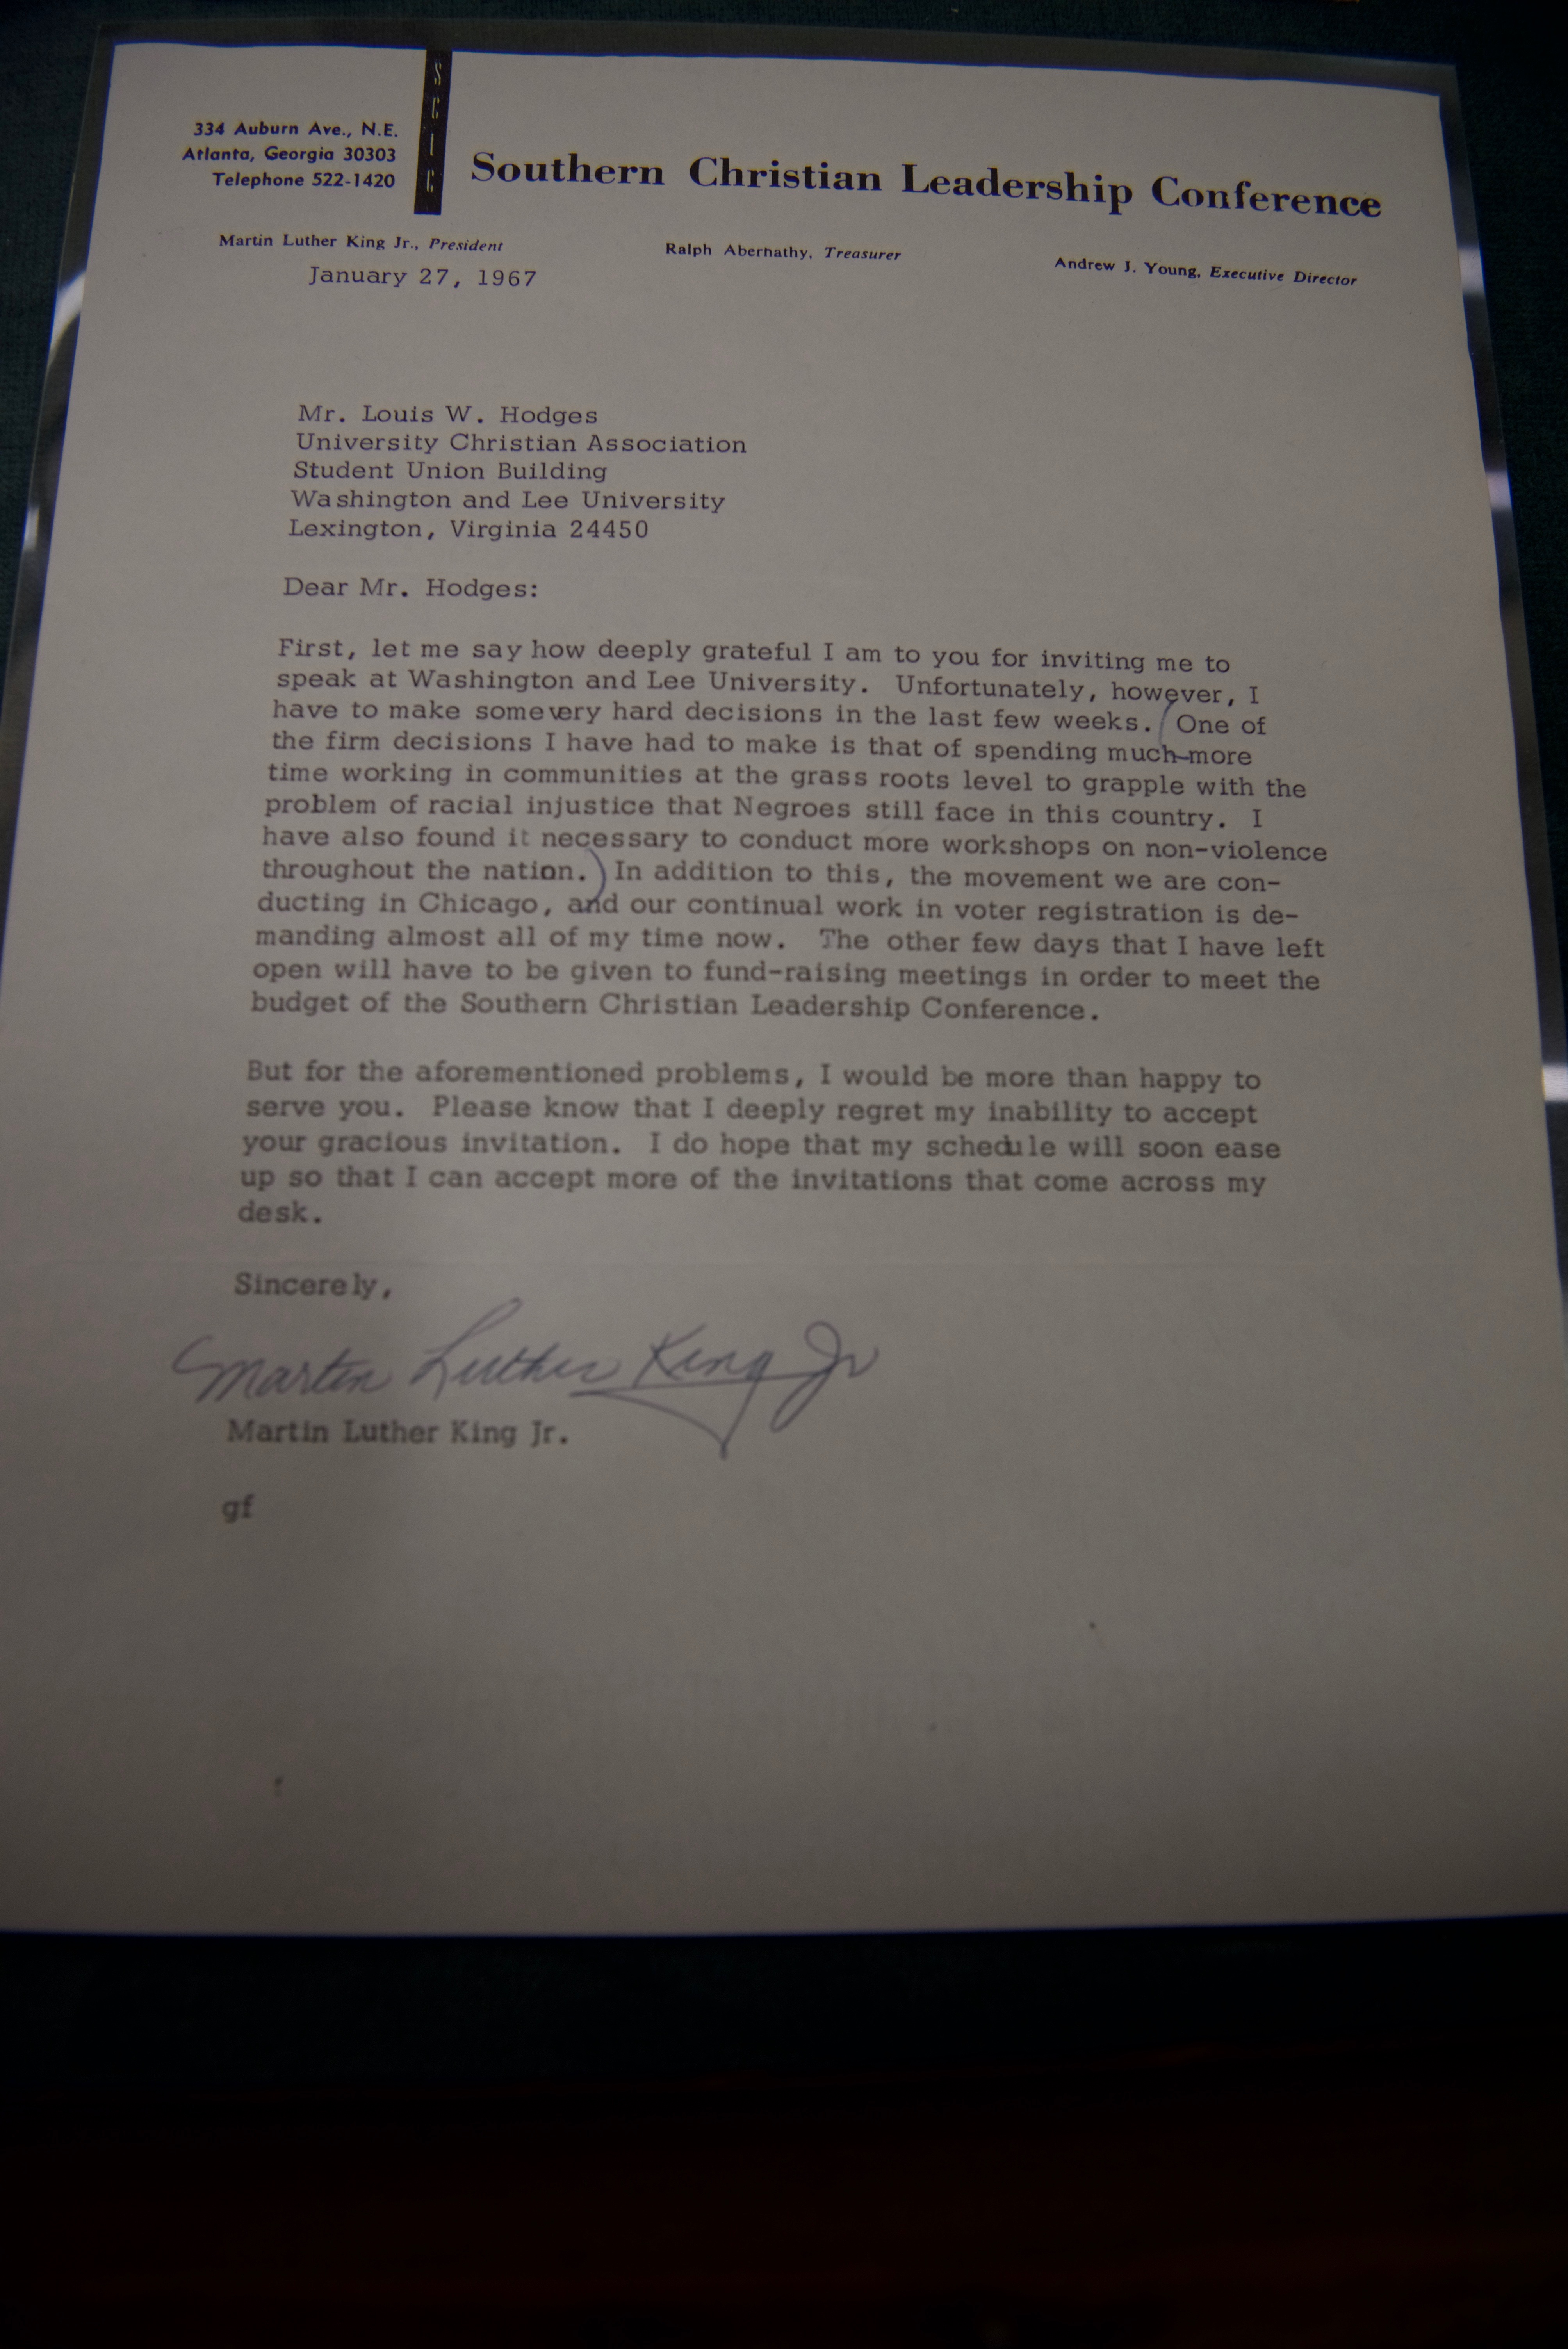 334 Auburn Ave., N.E.
Atlanta, Georgia 30303
Telephone 522-1420
SCLC
Southern Christian Leadership Conference
Martin Luther King Jr., President
Ralph Abernathy, Treasurer
Andrew J. Young, Executive Director
January 27, 1967
Mr. Louis W. Hodges
University Christian Association
Student Union Building
Washington and Lee University
Lexington, Virginia 24450
Dear Mr. Hodges:
First, let me say how deeply grateful I am to you for inviting me to
speak at Washington and Lee University. Unfortunately, however, I
have to make some very hard decisions in the last few weeks. (One of
the firm decisions I have had to make is that of spending much more
time working in communities at the grass roots level to grapple with the
problem of racial injustice that Negroes still face in this country. I
have also found it necessary to conduct more workshops on non-violence
throughout the nation.) In addition to this, the movement we are con-
ducting in Chicago, and our continual work in voter registration is de-
manding almost all of my time now. The other few days that I have left
open will have to be given to fund-raising meetings in order to meet the
budget of the Southern Christian Leadership Conference.
But for the aforementioned problems, I would be more than happy to
serve you. Please know that I deeply regret my inability to accept
your gracious invitation. I do hope that my schedule will soon ease
up so that I can accept more of the invitations that come across my
desk.
Sincerely,
Martin Luther King Jr
Martin Luther King Jr.
gf